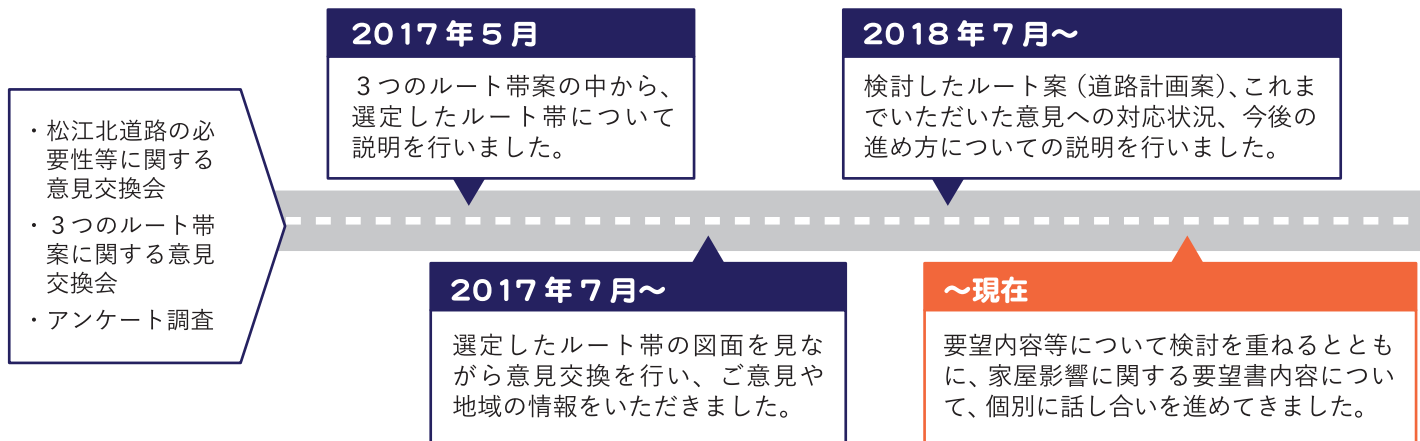 ・松江北道路の必
要性等に関する
意見交換会
・３つのルート帯
案に関する意見
交換会
・アンケート調査
2017年5月
３つのルート帯案の中から、
選定したルート帯について
説明を行いました。
2017年7月〜
選定したルート帯の図面を見な
がら意見交換を行い、ご意見や
地域の情報をいただきました。
2018年7月〜
検討したルート案（道路計画案）、これま
でいただいた意見への対応状況、今後の
進め方についての説明を行いました。
〜現在
要望内容等について検討を重ねるととも
に、家屋影響に関する要望書内容につい
て、個別に話し合いを進めてきました。